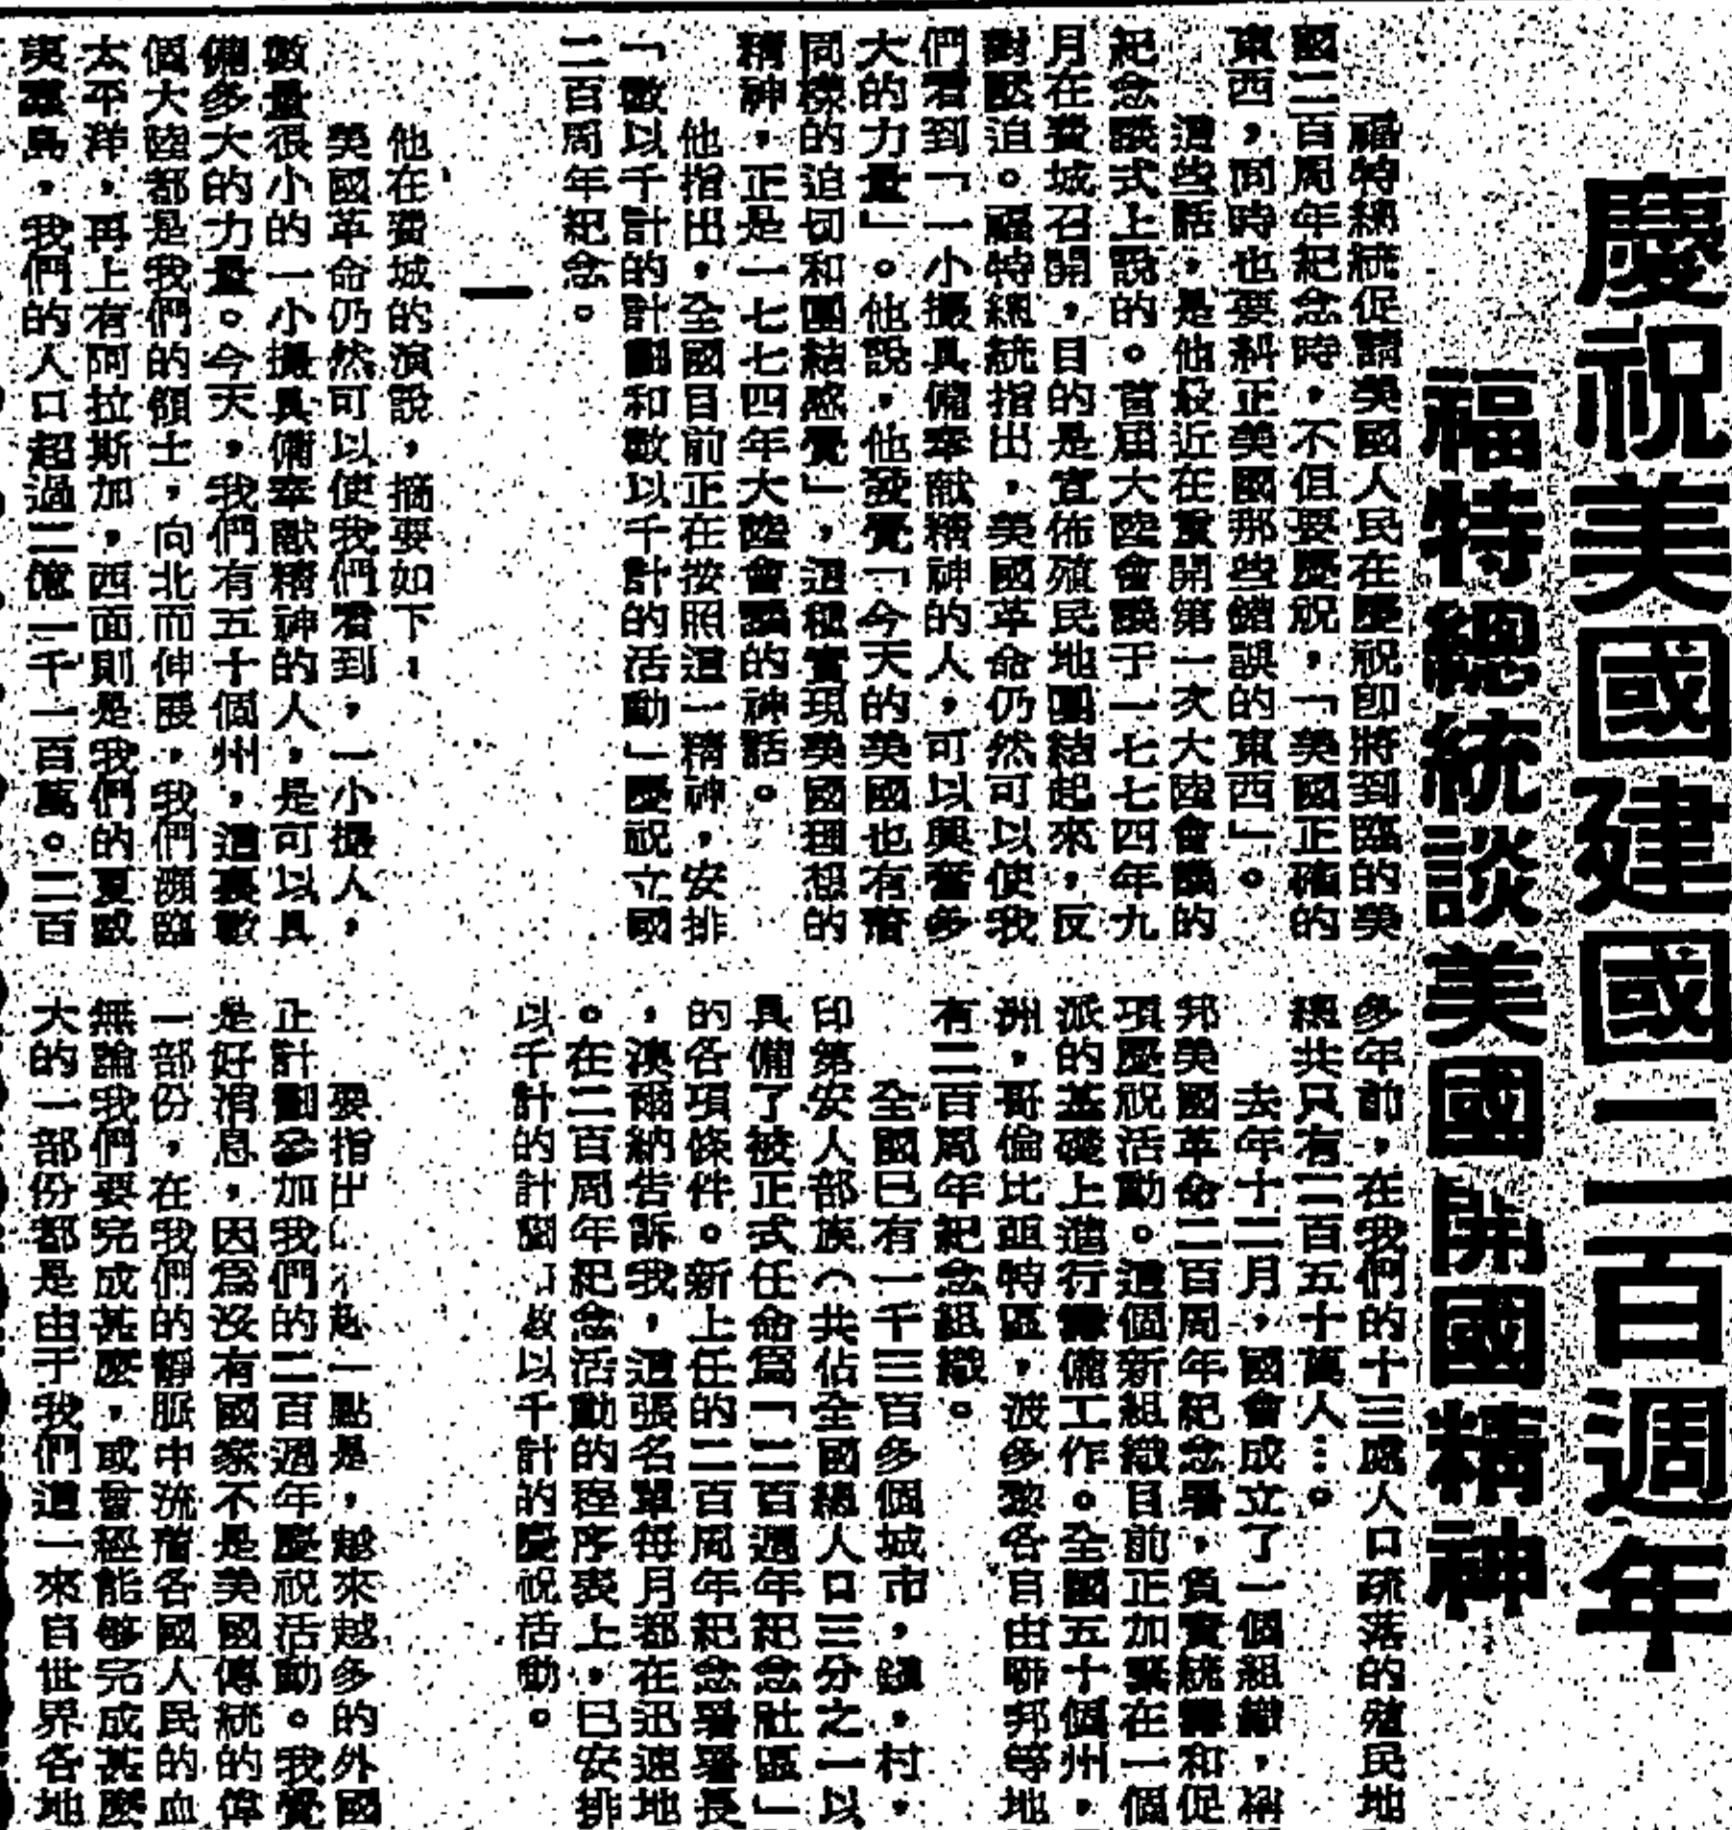 慶祝美國建國二百週年
福特總統談美國開國精神
福特總統促請美國人民在慶祝即將到臨的美
國二百周年紀念時，不但要慶祝，「美國正確的
東西，同時也要糾正美國那些錯誤的東西」。
這些話，是他最近在重開第一次大陸會議的
紀念議式上說的。首屆大陸會議于一七七四年九
月在費城召開，目的是宣佈殖民地團結起來，反
對壓迫。福特總統指出，美國革命仍然可以使我
們看到「一小撮具備奉献精神的人，可以興奮多
大的力量」。他說，他發覺「今天的美國也有着
同樣的迫切和團結感覺」，這種實現美國理想的
精神，正是一七七四年大陸會議的神話。
他指出，全國目前正在按照這一精神，安排
「數以千計的計劃和數以千計的活動」慶祝立國
二百周年紀念。
一
他在費城的演說，摘要如下：
美國革命仍然可以使我們看到，一小撮人，
數量很小的一小撮具備奉献精神的人，是可以具
備多大的力量。今天，我們有五十個州，這裏數
個大陸都是我們的領土，向北而伸展，我們瀕臨
太平洋，再上有阿拉斯加，西面則是我們的夏威
夷羣島，我們的人口超過二億一千一百萬。二百
多年前，在我們的十三處人口疏落的殖民地
總共只有二百五十萬人…。
去年十二月，國會成立了一個組織，稱
邦美國革命二百周年紀念署，負責統籌和促
項慶祝活動。這個新組織目前正加緊在一個
派的基礎上進行籌備工作。全國五十個州，
洲，哥倫比亞特區，波多黎各自由聯邦等地
有二百周年紀念組織。
全國已有一千三百多個城市，鎮，村，
印第安人部族（共佔全國總人口三分之一以
具備了被正式任命爲「二百週年紀念社區」
的各項條件。新上任的二百周年紀念署署長
，澳爾納告訴我，這張名單每月都在迅速地
。在二百周年紀念活動的程序表上，已安排
以千計的計劃和數以千計的慶祝活動。
要指出 一點是，越來越多的外國
正計劃參加我們的二百週年慶祝活動。我覺
是好消息，因爲沒有國家不是美國傳統的偉
一部份，在我們的靜脈中流着各國人民的血
無論我們要完成甚麼，或曾經能够完成甚麼
大的一部份都是由于我們這一來自世界各地